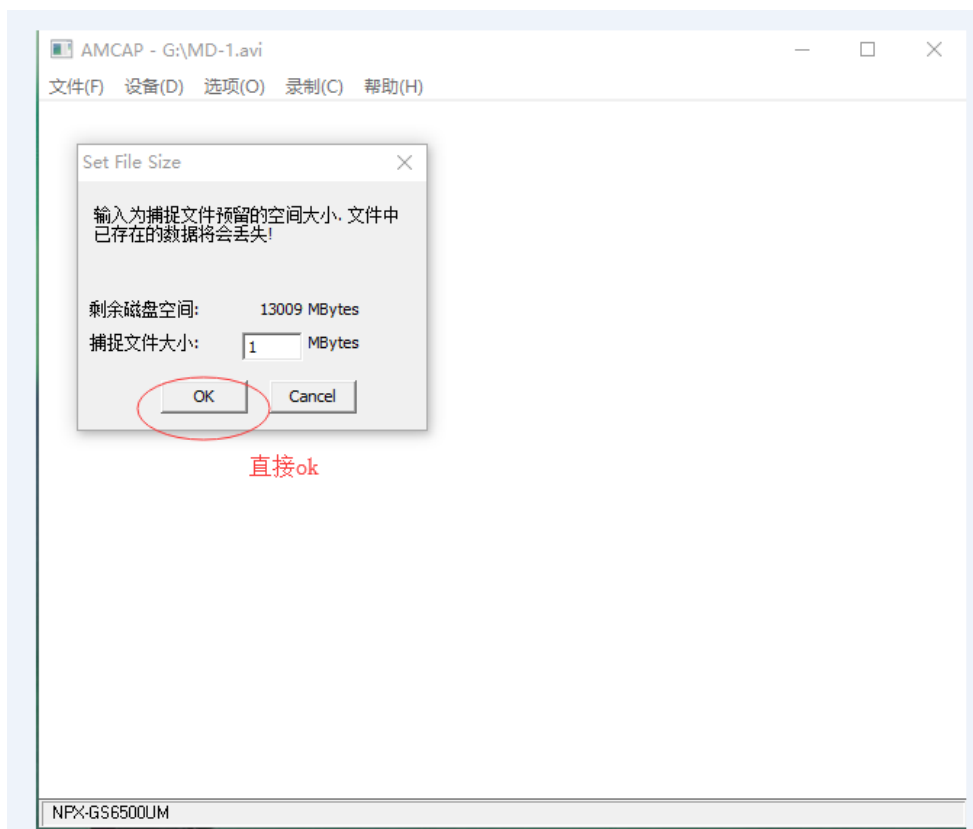 AMCAP - G:\MD-1.avi
文件(F) 设备(D) 选项(O) 录制(C) 帮助(H)
Set File Size
输入为捕捉文件预留的空间大小. 文件中
已存在的数据将会丢失!
剩余磁盘空间: 13009 MBytes
捕捉文件大小: 1 MBytes
OK Cancel
直接ok
NPX-GS6500UM